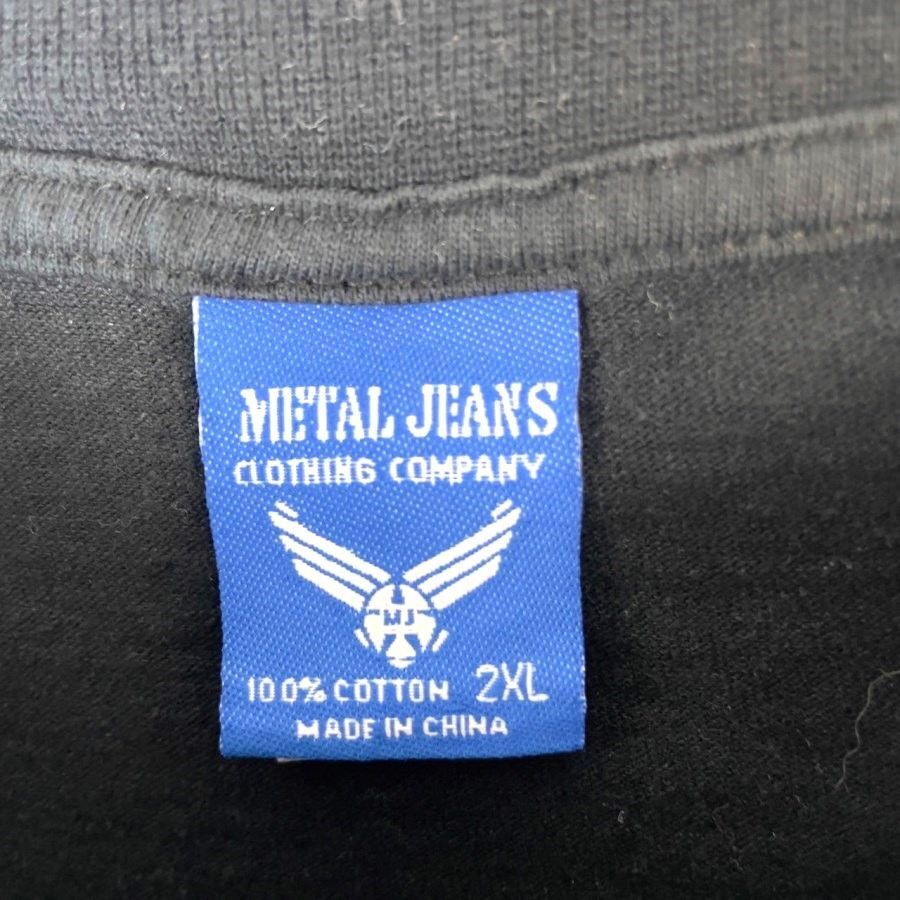 METAL JEANS
CLOTHING COMPANY
MJ
100% COTTON 2XL
MADE IN CHINA